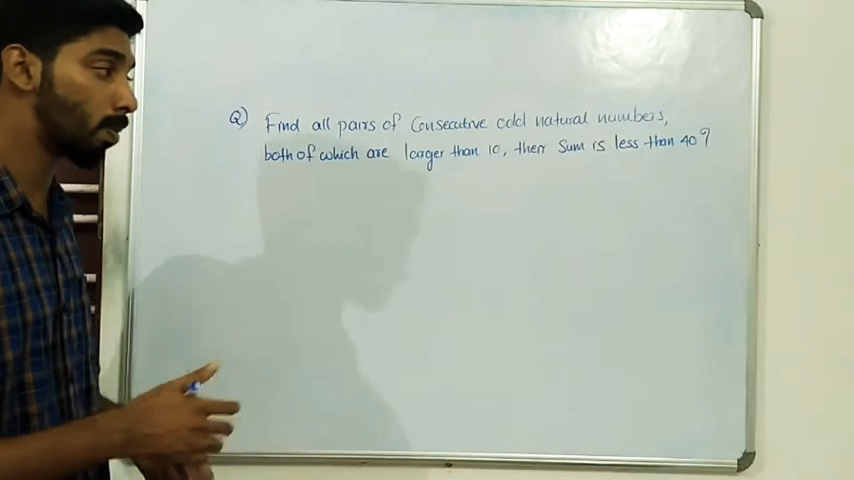 Q) Find all pairs of Consecutive odd natural numbers,
both of which are larger than 10, their Sum is less than 40?